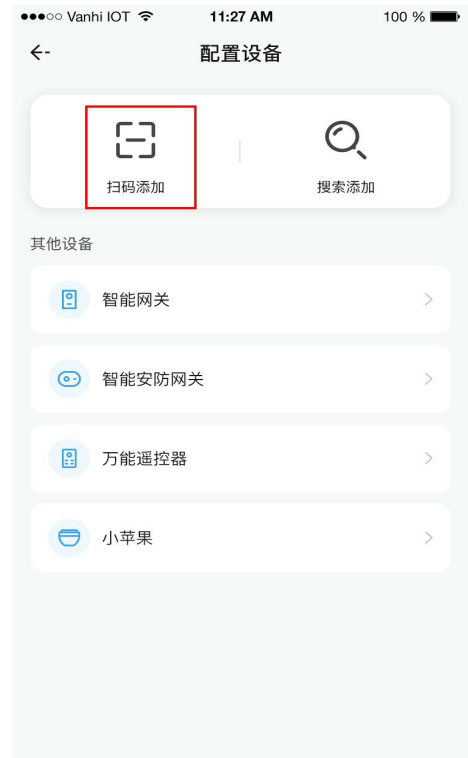 Vanhi IOT 11:27 AM 100 %
配置设备
扫码添加 搜索添加
其他设备
智能网关
智能安防网关
万能遥控器
小苹果